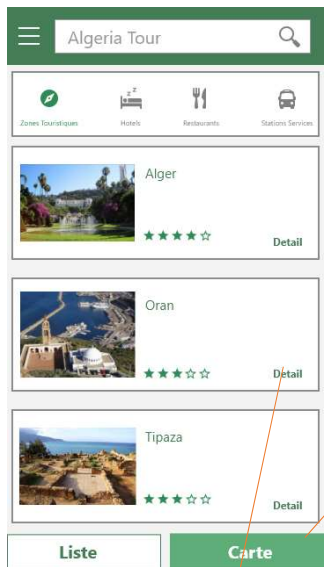 Algeria Tour
Zones Touristiques Hotels Restaurants Stations Services
Alger
Detail
Oran
Detail
Tipaza
Detail
Liste Carte